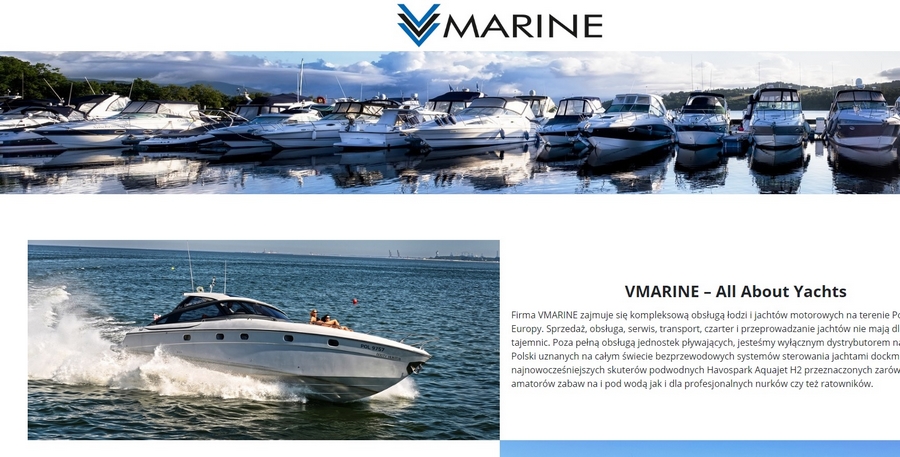 VMARINE
VMARINE – All About Yachts
Firma VMARINE zajmuje się kompleksową obsługą łodzi i jachtów motorowych na terenie
Europy. Sprzedaż, obsługa, serwis, transport, czarter i przeprowadzanie jachtów nie mają
tajemnic. Poza pełną obsługą jednostek pływających, jesteśmy wyłącznym dystrybutorem
Polski uznanych na całym świecie bezprzewodowych systemów sterowania jachtami
najnowocześniejszych skuterów podwodnych Havospark Aquajet H2 przeznaczonych
amatorów zabaw na i pod wodą jak i dla profesjonalnych nurków czy też ratowników.